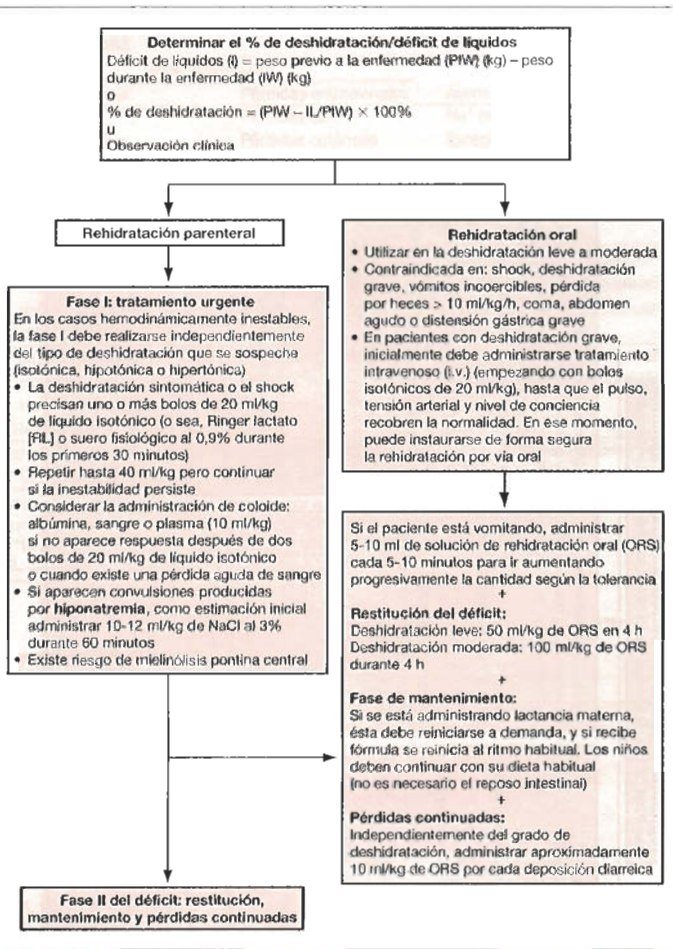 Determinar el % de deshidratación/déficit de líquidos
Déficit de líquidos (l) = peso previo a la enfermedad (PIW) (kg) – peso
durante la enfermedad (IW) (kg)
o
% de deshidratación = (PIW – IL/PIW) × 100%
u
Observación clínica
Rehidratación parenteral
Fase I: tratamiento urgente
En los casos hemodinámicamente inestables,
la fase I debe realizarse independientemente
del tipo de deshidratación que se sospeche
(isotónica, hipotónica o hipertónica)
• La deshidratación sintomática o el shock
precisan uno o más bolos de 20 ml/kg
de líquido isotónico (o sea, Ringer lactato
[RL] o suero fisiológico al 0,9% durante
los primeros 30 minutos)
• Repetir hasta 40 ml/kg pero continuar
si la inestabilidad persiste
• Considerar la administración de coloide:
albúmina, sangre o plasma (10 ml/kg)
si no aparece respuesta después de dos
bolos de 20 ml/kg de líquido isotónico
o cuando existe una pérdida aguda de sangre
• Si aparecen convulsiones producidas
por hiponatremia, como estimación inicial
administrar 10-12 ml/kg de NaCl al 3%
durante 60 minutos
• Existe riesgo de mielinólisis pontina central
Fase II del déficit: restitución,
mantenimiento y pérdidas continuadas
Rehidratación oral
• Utilizar en la deshidratación leve a moderada
• Contraindicada en: shock, deshidratación
grave, vómitos incoercibles, pérdida
por heces > 10 ml/kg/h, coma, abdomen
agudo o distensión gástrica grave
• En pacientes con deshidratación grave,
inicialmente debe administrarse tratamiento
intravenoso (i.v.) (empezando con bolos
isotónicos de 20 ml/kg), hasta que el pulso,
tensión arterial y nivel de conciencia
recobren la normalidad. En ese momento,
puede instaurarse de forma segura
la rehidratación por vía oral
Si el paciente está vomitando, administrar
5-10 ml de solución de rehidratación oral (ORS)
cada 5-10 minutos para ir aumentando
progresivamente la cantidad según la tolerancia
+
Restitución del déficit:
Deshidratación leve: 50 ml/kg de ORS en 4 h
Deshidratación moderada: 100 ml/kg de ORS
durante 4 h
+
Fase de mantenimiento:
Si se está administrando lactancia materna,
ésta debe reiniciarse a demanda, y si recibe
fórmula se reinicia al ritmo habitual. Los niños
deben continuar con su dieta habitual
(no es necesario el reposo intestinal)
+
Pérdidas continuadas:
Independientemente del grado de
deshidratación, administrar aproximadamente
10 ml/kg de ORS por cada deposición diarreica